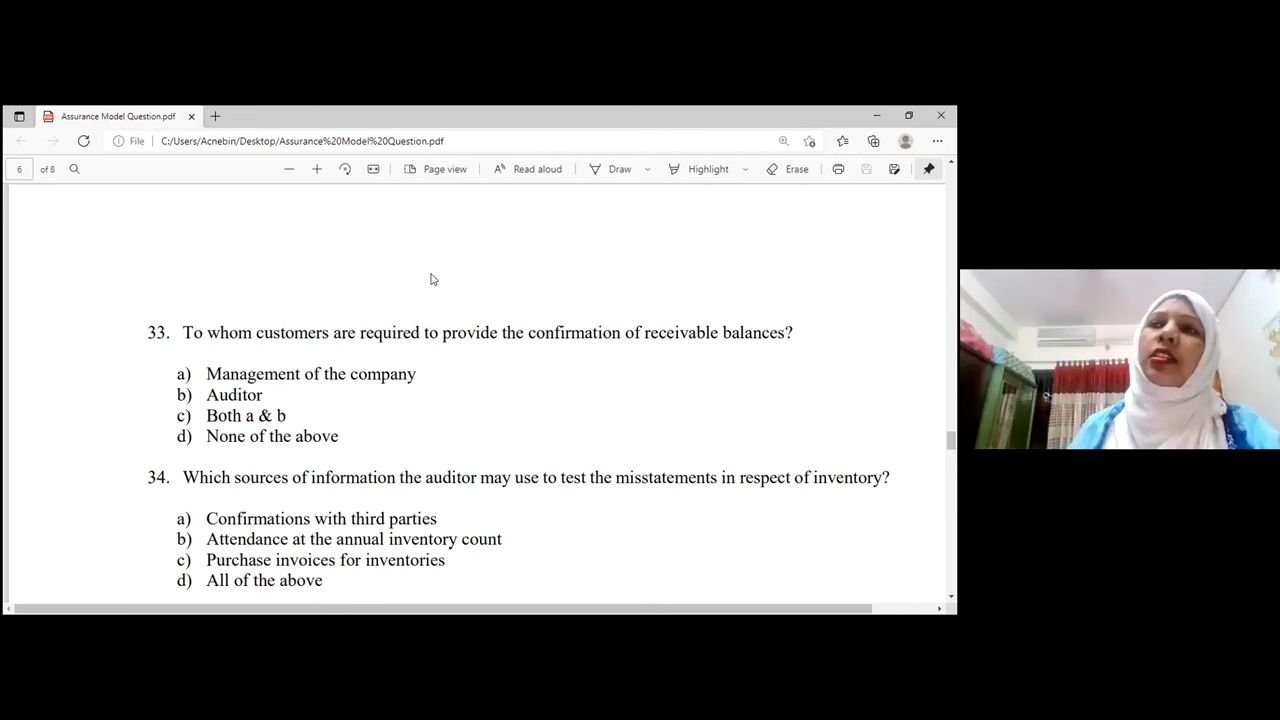 Assurance Model Question.pdf
File C:/Users/Acnebin/Desktop/Assurance%20Model%20Question.pdf
6 of 8 Page view Read aloud Draw Highlight Erase
33. To whom customers are required to provide the confirmation of receivable balances?
a) Management of the company
b) Auditor
c) Both a & b
d) None of the above
34. Which sources of information the auditor may use to test the misstatements in respect of inventory?
a) Confirmations with third parties
b) Attendance at the annual inventory count
c) Purchase invoices for inventories
d) All of the above